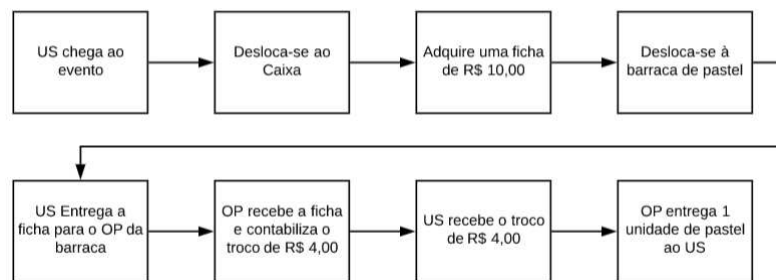 US chega ao
evento
Desloca-se ao
Caixa
Adquire uma ficha
de R$ 10,00
Desloca-se à
barraca de pastel
US Entrega a
ficha para o OP da
barraca
OP recebe a ficha
e contabiliza o
troco de R$ 4,00
US recebe o troco
de R$ 4,00
OP entrega 1
unidade de pastel
ao US